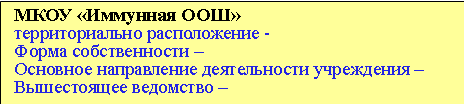 МКОУ «Иммунная ООШ»
территориально расположение -
Форма собственности –
Основное направление деятельности учреждения –
Вышестоящее ведомство –